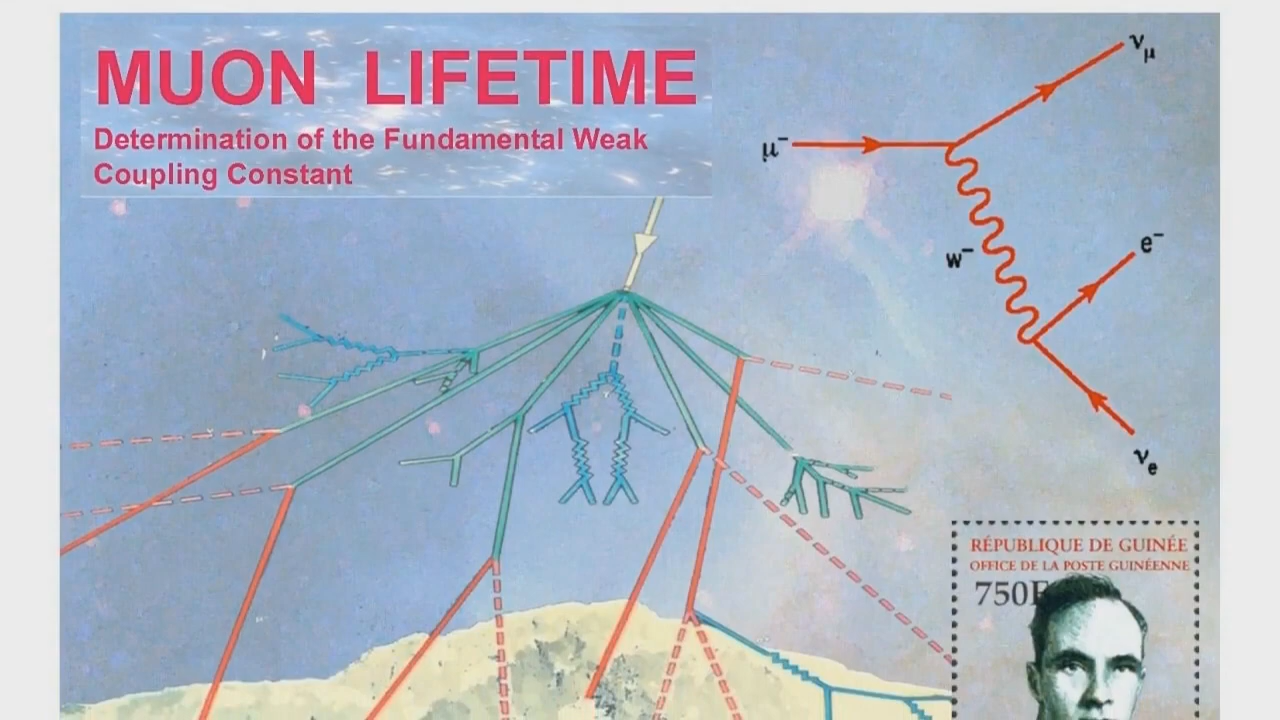 MUON LIFETIME
Determination of the Fundamental Weak
Coupling Constant
νμ
μ⁻
w⁻
e⁻
νe
RÉPUBLIQUE DE GUINÉE
OFFICE DE LA POSTE GUINÉENNE
750F